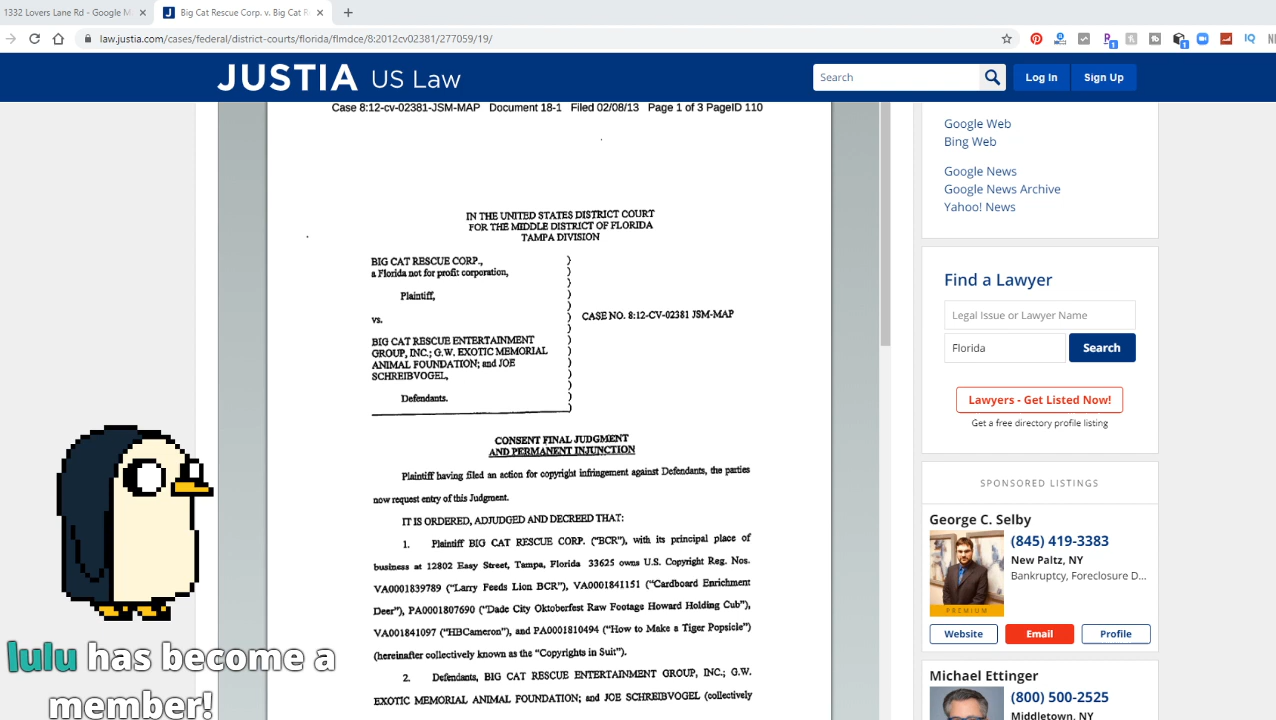 1332 Lovers Lane Rd - Google M
Big Cat Rescue Corp. v. Big Cat R
law.justia.com/cases/federal/district-courts/florida/flmdce/8:2012cv02381/277059/19/
JUSTIA US Law
Search
Log In
Sign Up
Case 8:12-cv-02381-JSM-MAP Document 18-1 Filed 02/08/13 Page 1 of 3 PageID 110
IN THE UNITED STATES DISTRICT COURT
FOR THE MIDDLE DISTRICT OF FLORIDA
TAMPA DIVISION
BIG CAT RESCUE CORP.,
a Florida not for profit corporation,
Plaintiff,
vs.
CASE NO. 8:12-CV-02381 JSM-MAP
BIG CAT RESCUE ENTERTAINMENT
GROUP, INC.; G.W. EXOTIC MEMORIAL
ANIMAL FOUNDATION; and JOE
SCHREIBVOGEL,
Defendants.
CONSENT FINAL JUDGMENT
AND PERMANENT INJUNCTION
Plaintiff having filed an action for copyright infringement against Defendants, the parties
now request entry of this Judgment.
IT IS ORDERED, ADJUDGED AND DECREED THAT:
1. Plaintiff BIG CAT RESCUE CORP. ("BCR"), with its principal place of
business at 12802 Easy Street, Tampa, Florida 33625 owns U.S. Copyright Reg. Nos.
VA0001839789 ("Larry Feeds Lion BCR"), VA0001841151 ("Cardboard Enrichment
Deer"), PA0001807690 ("Dade City Oktoberfest Raw Footage Howard Holding Cub"),
VA001841097 ("HBCameron"), and PA0001810494 ("How to Make a Tiger Popsicle")
(hereinafter collectively known as the "Copyrights in Suit").
2. Defendants, BIG CAT RESCUE ENTERTAINMENT GROUP, INC.; G.W.
EXOTIC MEMORIAL ANIMAL FOUNDATION; and JOE SCHREIBVOGEL (collectively
Google Web
Bing Web
Google News
Google News Archive
Yahoo! News
Find a Lawyer
Legal Issue or Lawyer Name
Florida
Search
Lawyers - Get Listed Now!
Get a free directory profile listing
SPONSORED LISTINGS
George C. Selby
(845) 419-3383
New Paltz, NY
Bankruptcy, Foreclosure D...
PREMIUM
Website
Email
Profile
Michael Ettinger
(800) 500-2525
Middletown, NY
lulu has become a
member!